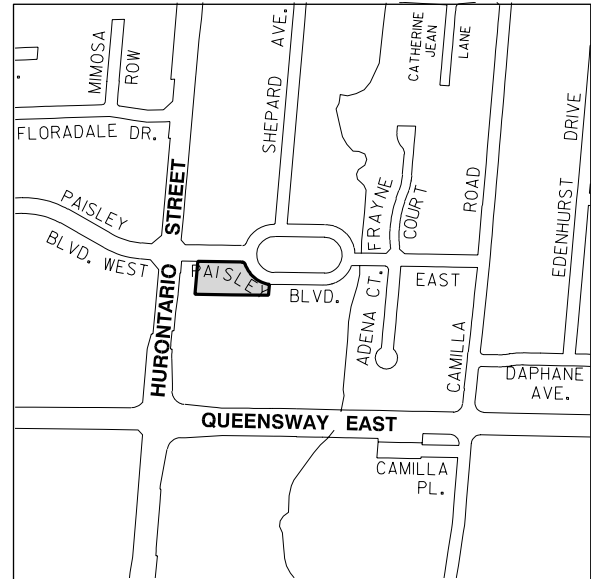 MIMOSA
ROW
SHEPARD AVE.
CATHERINE
JEAN
LANE
FLORADALE DR.
EDENHURST DRIVE
PAISLEY
BLVD. WEST
HURONTARIO STREET
FRAYNE
COURT
CAMILLA ROAD
PAISLEY BLVD. EAST
ADENA CT.
DAPHANE
AVE.
QUEENSWAY EAST
CAMILLA
PL.